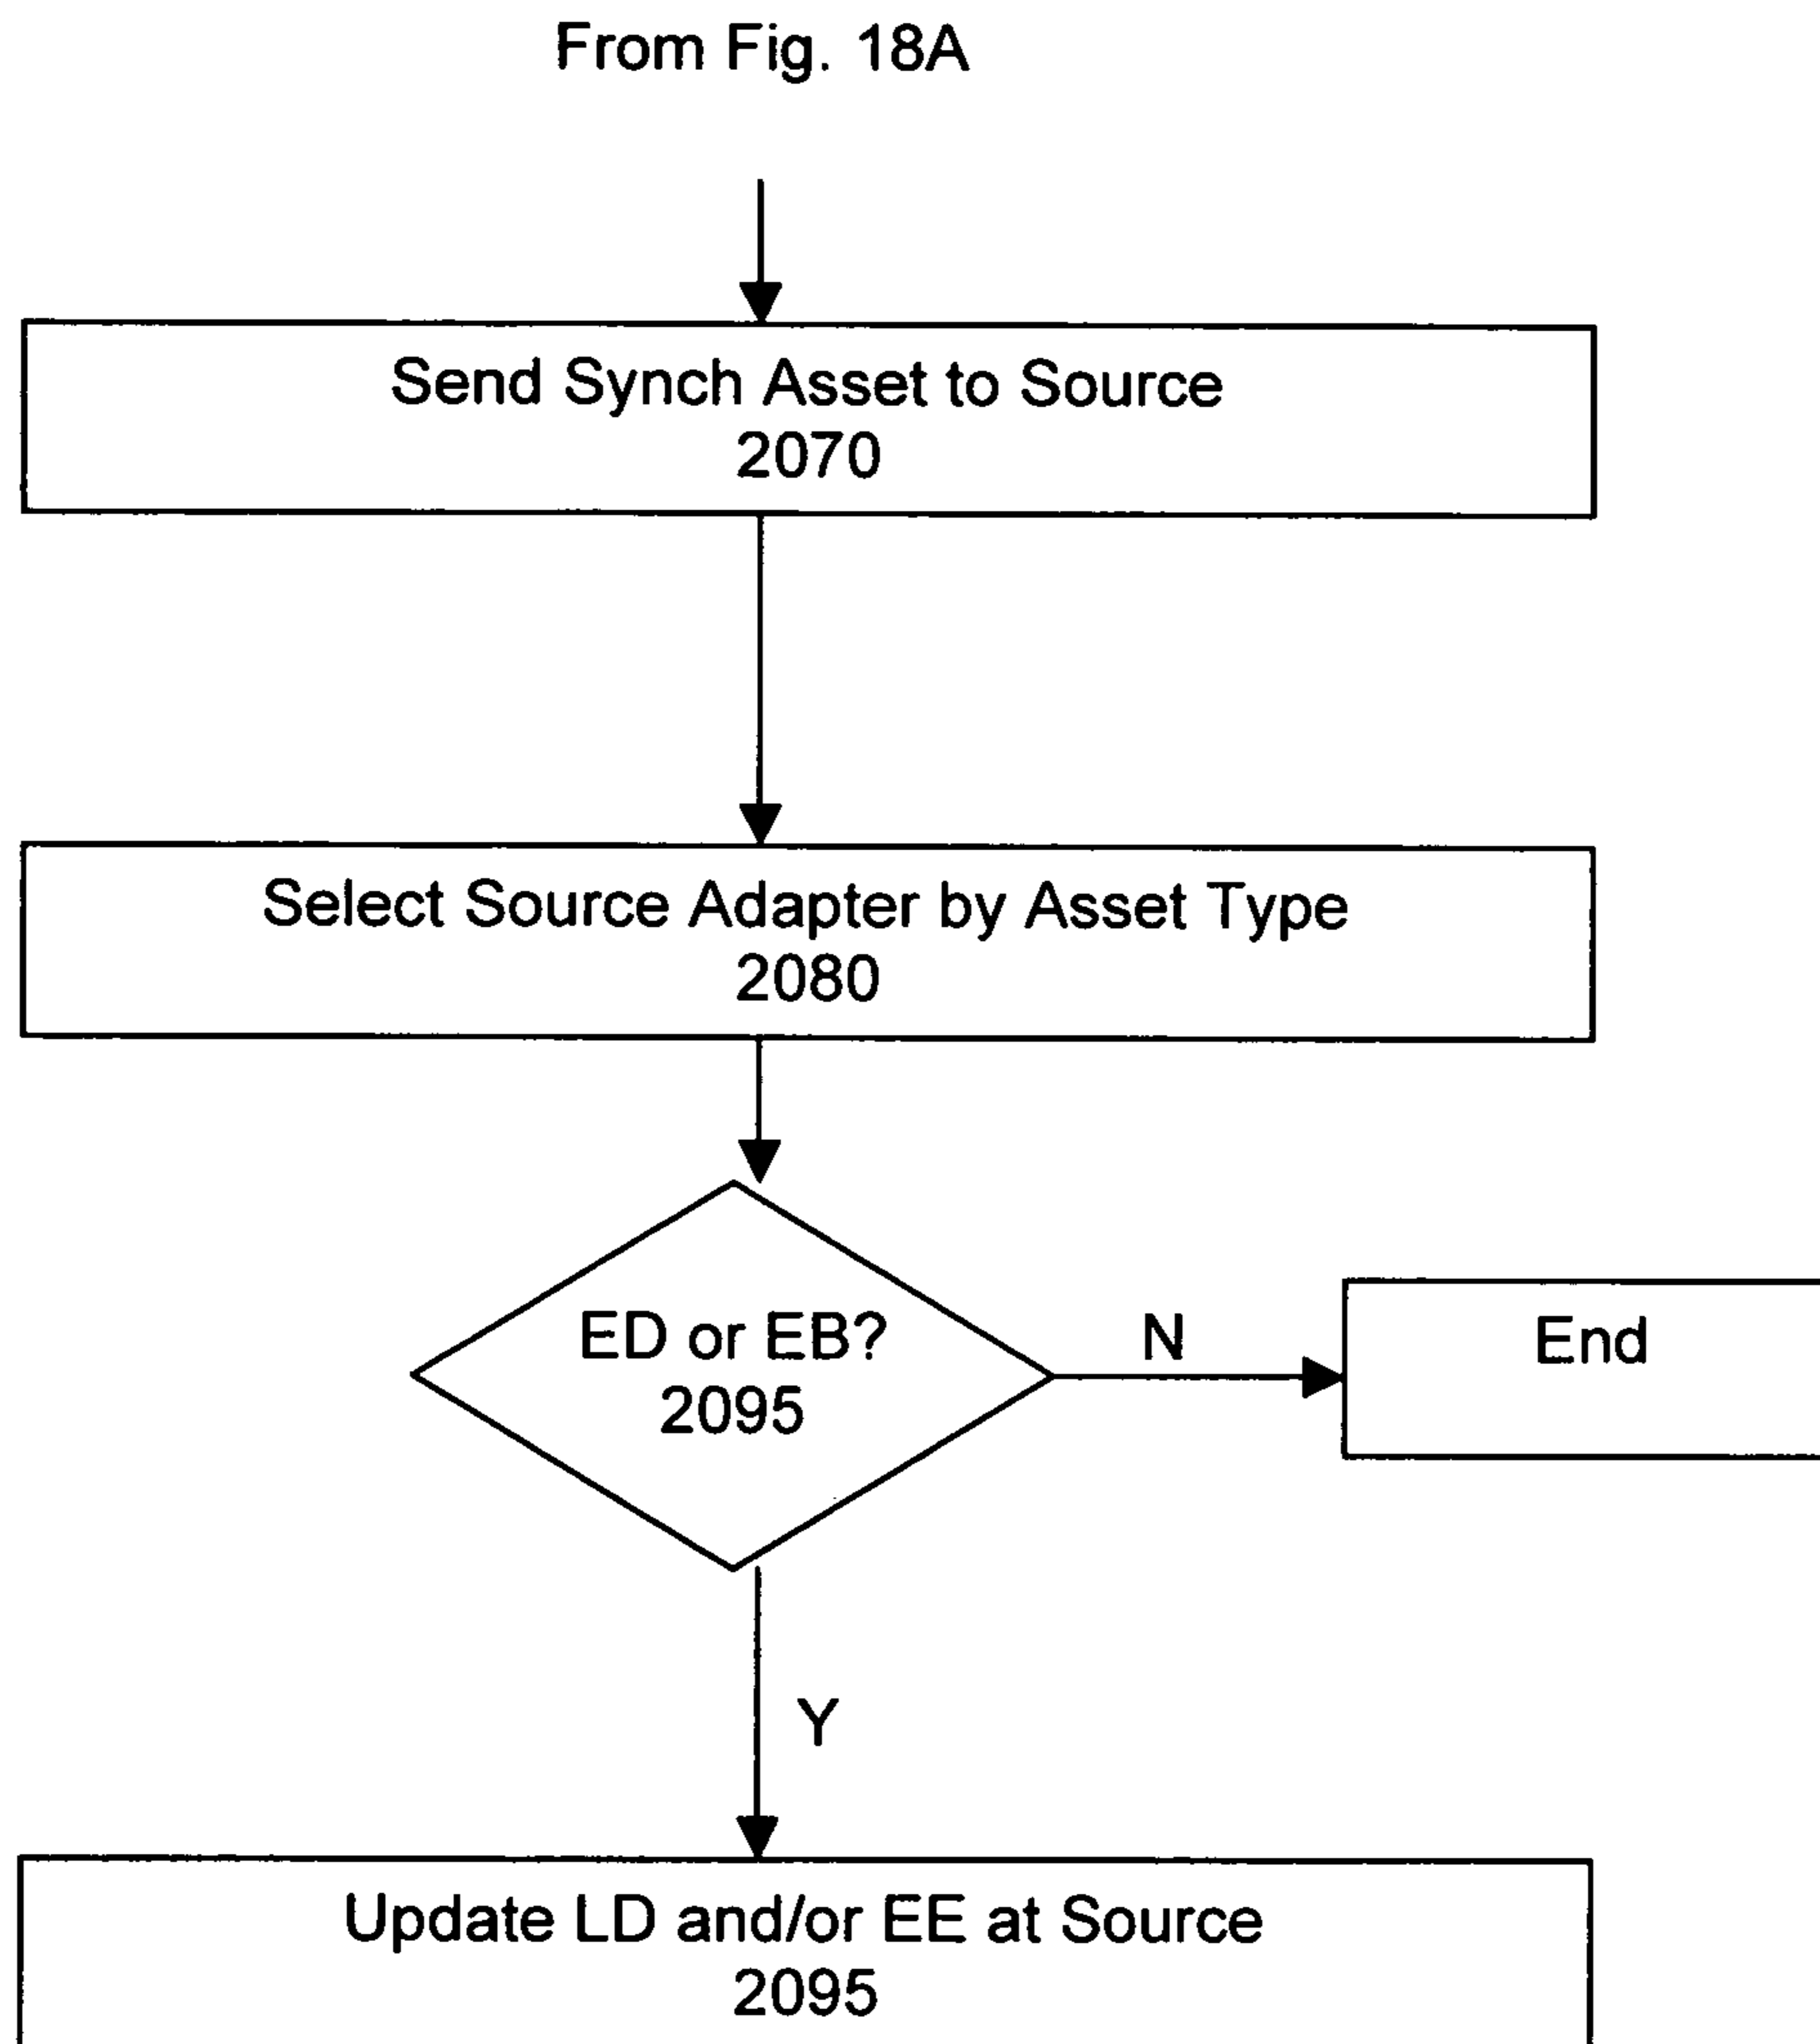 From Fig. 18A
Send Synch Asset to Source
2070
Select Source Adapter by Asset Type
2080
ED or EB?
2095
N
End
Y
Update LD and/or EE at Source
2095